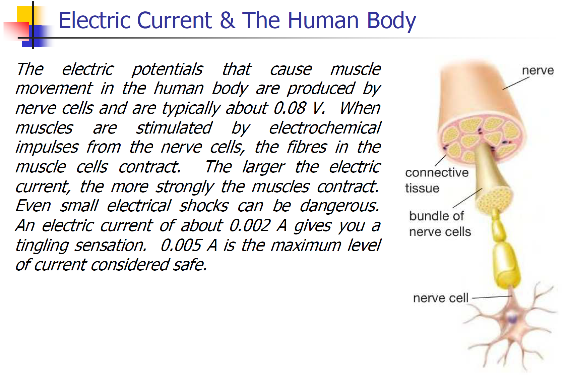 Electric Current & The Human Body
The electric potentials that cause muscle
movement in the human body are produced by
nerve cells and are typically about 0.08 V. When
muscles are stimulated by electrochemical
impulses from the nerve cells, the fibres in the
muscle cells contract. The larger the electric
current, the more strongly the muscles contract.
Even small electrical shocks can be dangerous.
An electric current of about 0.002 A gives you a
tingling sensation. 0.005 A is the maximum level
of current considered safe.
nerve
connective
tissue
bundle of
nerve cells
nerve cell